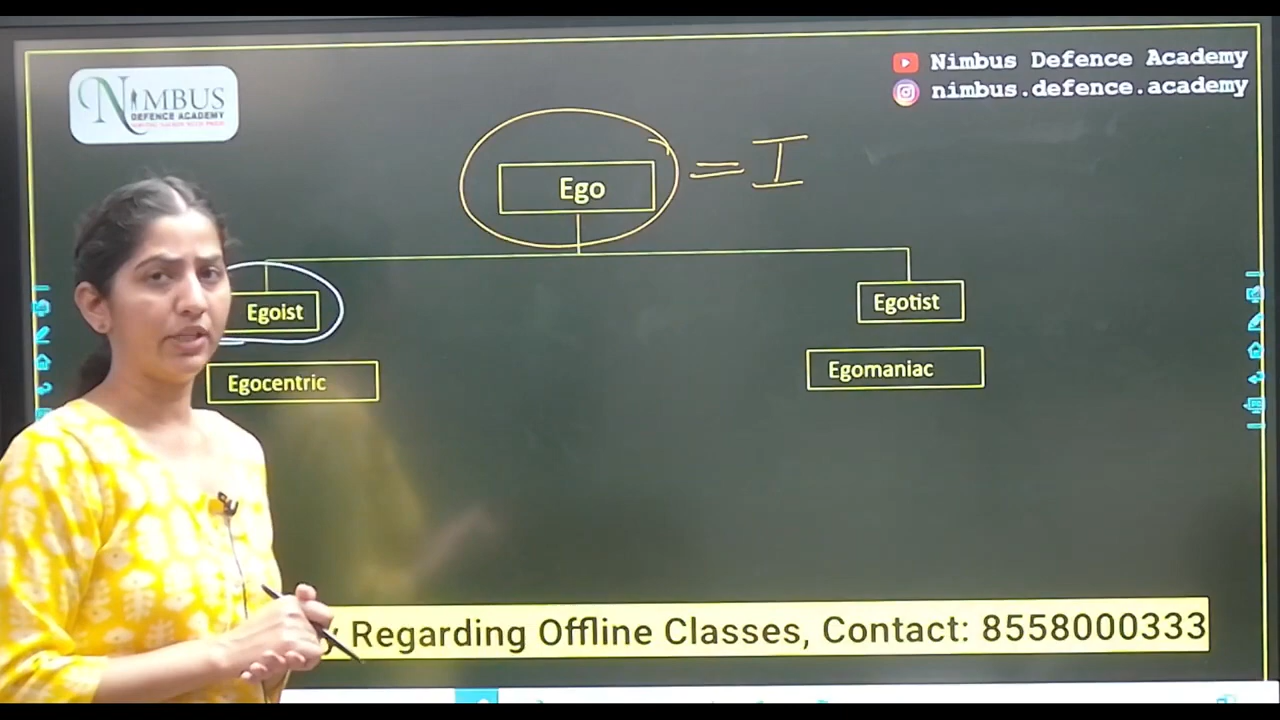 NIMBUS
DEFENCE ACADEMY
Nimbus Defence Academy
nimbus.defence.academy
Ego = I
Egoist
Egotist
Egocentric
Egomaniac
Regarding Offline Classes, Contact: 8558000333